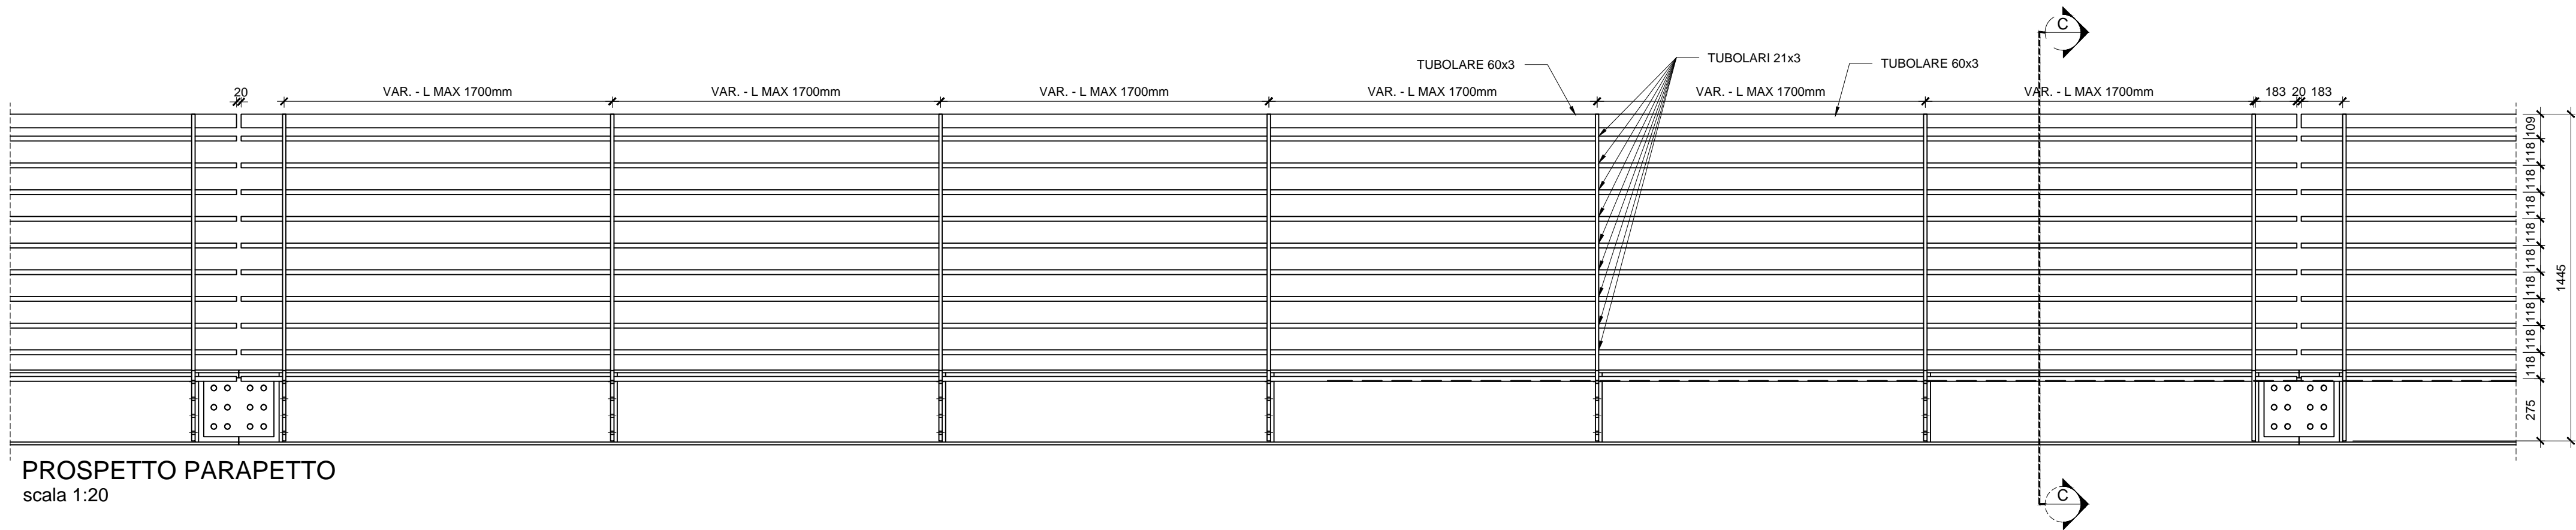 C
TUBOLARE 60x3
TUBOLARI 21x3
TUBOLARE 60x3
20
VAR. - L MAX 1700mm
VAR. - L MAX 1700mm
VAR. - L MAX 1700mm
VAR. - L MAX 1700mm
VAR. - L MAX 1700mm
VAR. - L MAX 1700mm
183
20
183
109
118
118
118
118
118
118
118
118
118
275
1445
PROSPETTO PARAPETTO
scala 1:20
C